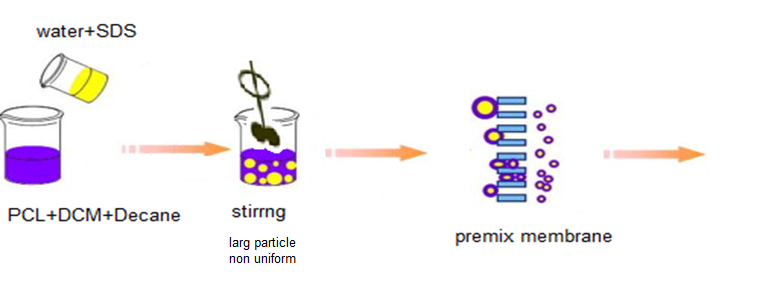 water+SDS
PCL+DCM+Decane
stirrng
larg particle
non uniform
premix membrane